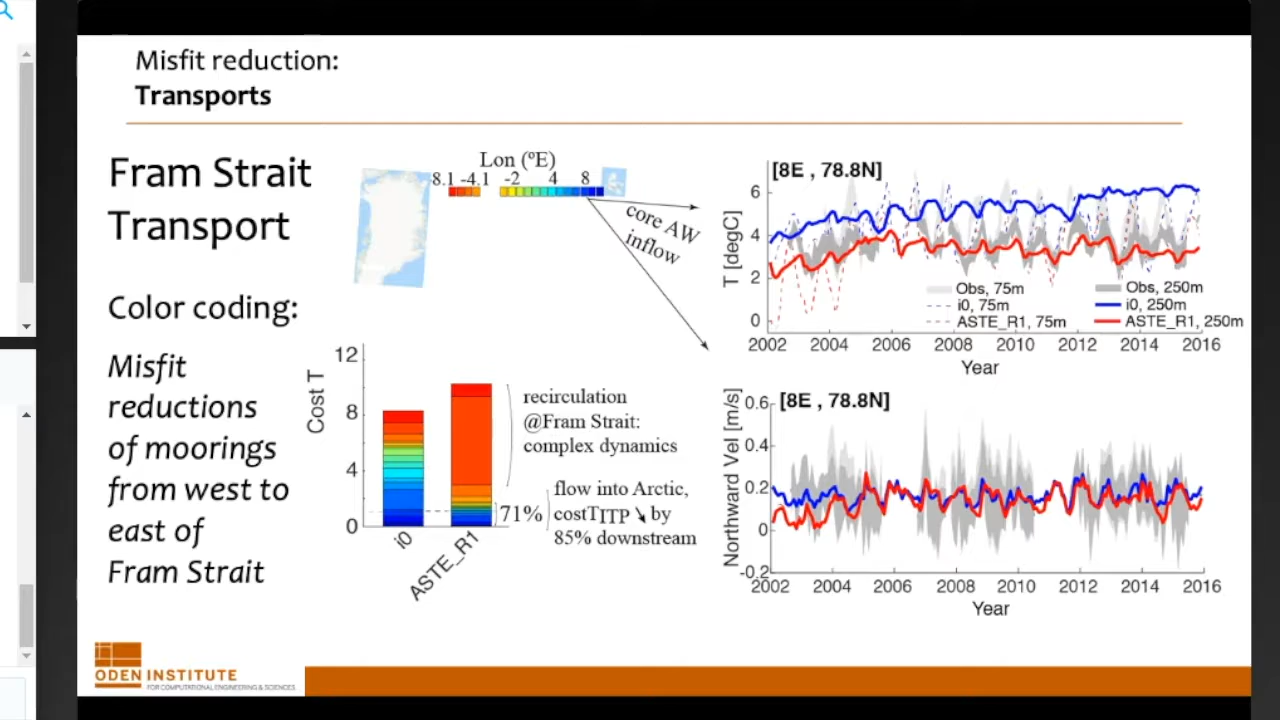 Misfit reduction:
Transports
Fram Strait
Transport
Color coding:
Misfit
reductions
of moorings
from west to
east of
Fram Strait
Lon (ºE)
8.1 -4.1 -2 4 8
core AW
inflow
[8E , 78.8N]
T [degC]
6
4
2
0
Obs, 75m
i0, 75m
ASTE_R1, 75m
Obs, 250m
i0, 250m
ASTE_R1, 250m
2002 2004 2006 2008 2010 2012 2014 2016
Year
Cost T
12
8
4
0
i0
ASTE_R1
recirculation
@Fram Strait:
complex dynamics
71%
flow into Arctic,
costT_ITP ↘ by
85% downstream
[8E , 78.8N]
Northward Vel [m/s]
0.6
0.4
0.2
0
-0.2
2002 2004 2006 2008 2010 2012 2014 2016
Year
ODEN INSTITUTE
FOR COMPUTATIONAL ENGINEERING & SCIENCES